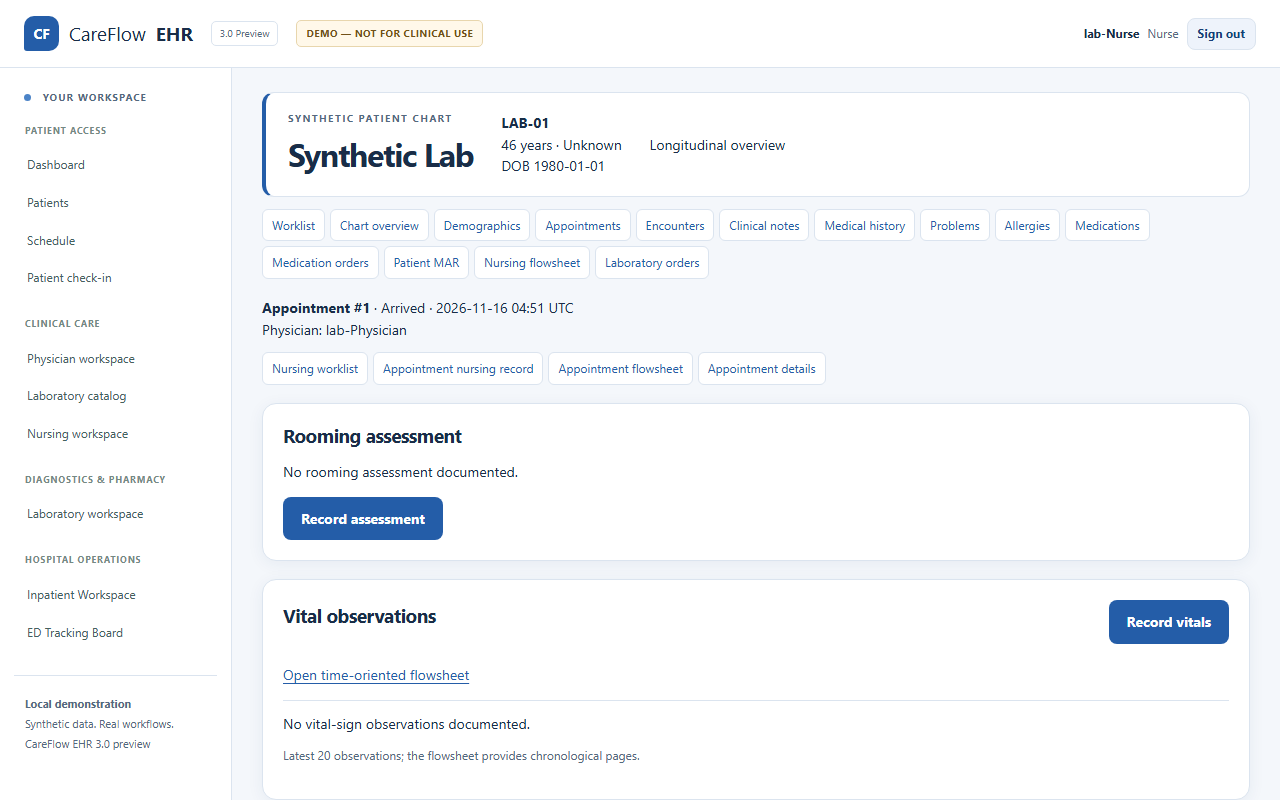 CF CareFlow EHR 3.0 Preview DEMO — NOT FOR CLINICAL USE lab-Nurse Nurse Sign out
YOUR WORKSPACE
PATIENT ACCESS
Dashboard
Patients
Schedule
Patient check-in
CLINICAL CARE
Physician workspace
Laboratory catalog
Nursing workspace
DIAGNOSTICS & PHARMACY
Laboratory workspace
HOSPITAL OPERATIONS
Inpatient Workspace
ED Tracking Board
Local demonstration
Synthetic data. Real workflows.
CareFlow EHR 3.0 preview
SYNTHETIC PATIENT CHART
Synthetic Lab
LAB-01
46 years · Unknown
DOB 1980-01-01
Longitudinal overview
Worklist Chart overview Demographics Appointments Encounters Clinical notes Medical history Problems Allergies Medications
Medication orders Patient MAR Nursing flowsheet Laboratory orders
Appointment #1 · Arrived · 2026-11-16 04:51 UTC
Physician: lab-Physician
Nursing worklist Appointment nursing record Appointment flowsheet Appointment details
Rooming assessment
No rooming assessment documented.
Record assessment
Vital observations
Record vitals
Open time-oriented flowsheet
No vital-sign observations documented.
Latest 20 observations; the flowsheet provides chronological pages.